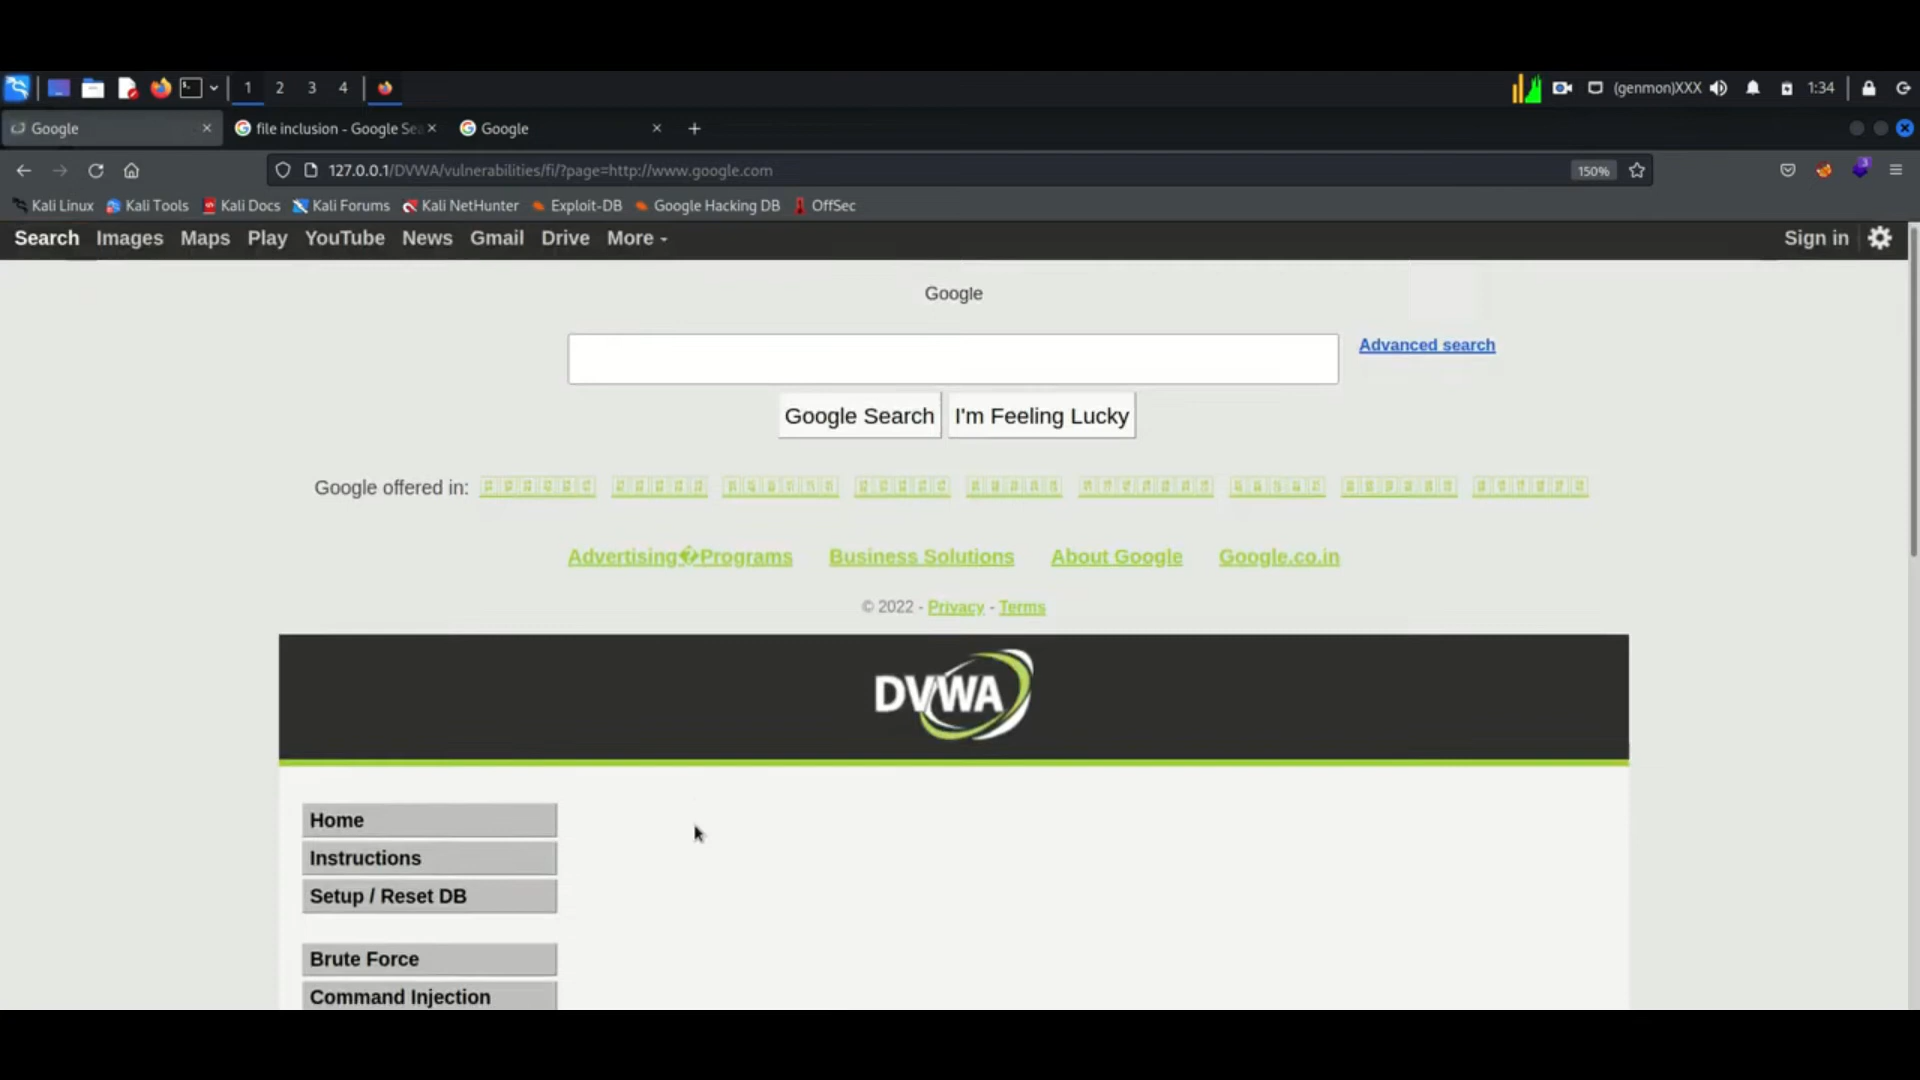 1 2 3 4 (genmon)XXX 1:34
Google file inclusion - Google Sea Google
127.0.0.1/DVWA/vulnerabilities/fi/?page=http://www.google.com 150% 3
Kali Linux Kali Tools Kali Docs Kali Forums Kali NetHunter Exploit-DB Google Hacking DB OffSec
Search Images Maps Play YouTube News Gmail Drive More Sign in
Google
Advanced search
Google Search I'm Feeling Lucky
Google offered in:
Advertising�Programs Business Solutions About Google Google.co.in
© 2022 - Privacy - Terms
DVWA
Home
Instructions
Setup / Reset DB
Brute Force
Command Injection